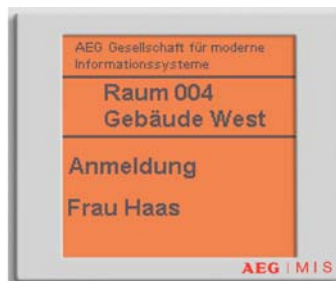 AEG Gesellschaft für moderne
Informationssysteme
Raum 004
Gebäude West
Anmeldung
Frau Haas
AEG MIS